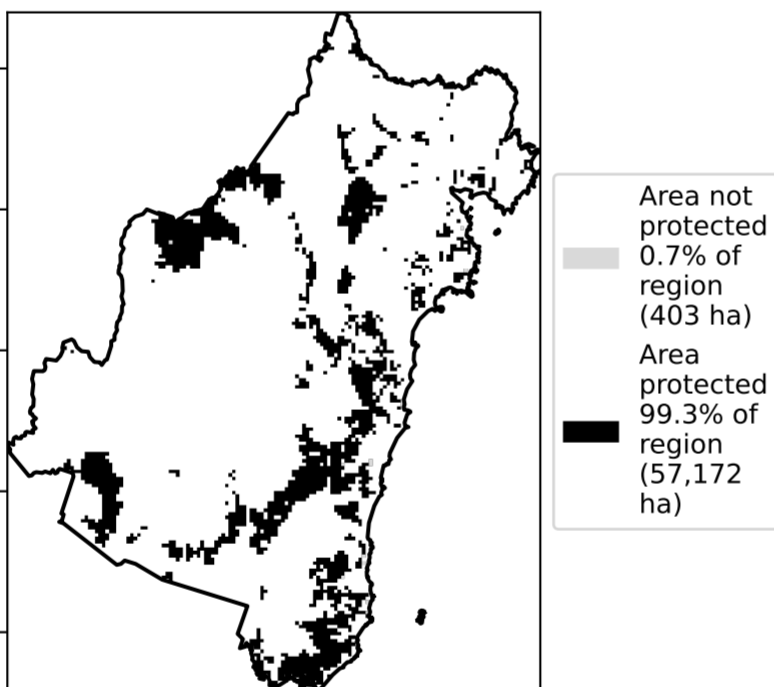 Area not
protected
0.7% of
region
(403 ha)
Area
protected
99.3% of
region
(57,172
ha)